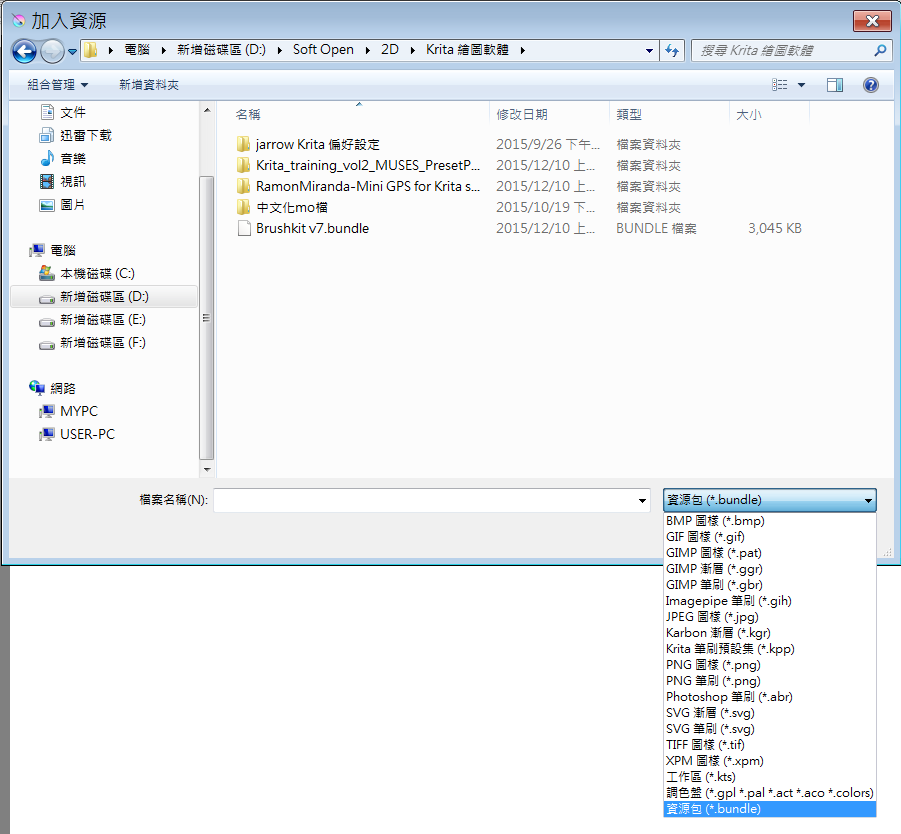 加入資源
電腦 新增磁碟區 (D:) Soft Open 2D Krita 繪圖軟體
搜尋 Krita 繪圖軟體
組合管理 新增資料夾
文件
迅雷下載
音樂
視訊
圖片
電腦
本機磁碟 (C:)
新增磁碟區 (D:)
新增磁碟區 (E:)
新增磁碟區 (F:)
網路
MYPC
USER-PC
名稱 修改日期 類型 大小
jarrow Krita 偏好設定 2015/9/26 下午... 檔案資料夾
Krita_training_vol2_MUSES_PresetP... 2015/12/10 上... 檔案資料夾
RamonMiranda-Mini GPS for Krita s... 2015/12/10 上... 檔案資料夾
中文化mo檔 2015/10/19 下... 檔案資料夾
Brushkit v7.bundle 2015/12/10 上... BUNDLE 檔案 3,045 KB
檔案名稱(N):
資源包 (*.bundle)
BMP 圖樣 (*.bmp)
GIF 圖樣 (*.gif)
GIMP 圖樣 (*.pat)
GIMP 漸層 (*.ggr)
GIMP 筆刷 (*.gbr)
Imagepipe 筆刷 (*.gih)
JPEG 圖樣 (*.jpg)
Karbon 漸層 (*.kgr)
Krita 筆刷預設集 (*.kpp)
PNG 圖樣 (*.png)
PNG 筆刷 (*.png)
Photoshop 筆刷 (*.abr)
SVG 漸層 (*.svg)
SVG 筆刷 (*.svg)
TIFF 圖樣 (*.tif)
XPM 圖樣 (*.xpm)
工作區 (*.kts)
調色盤 (*.gpl *.pal *.act *.aco *.colors)
資源包 (*.bundle)